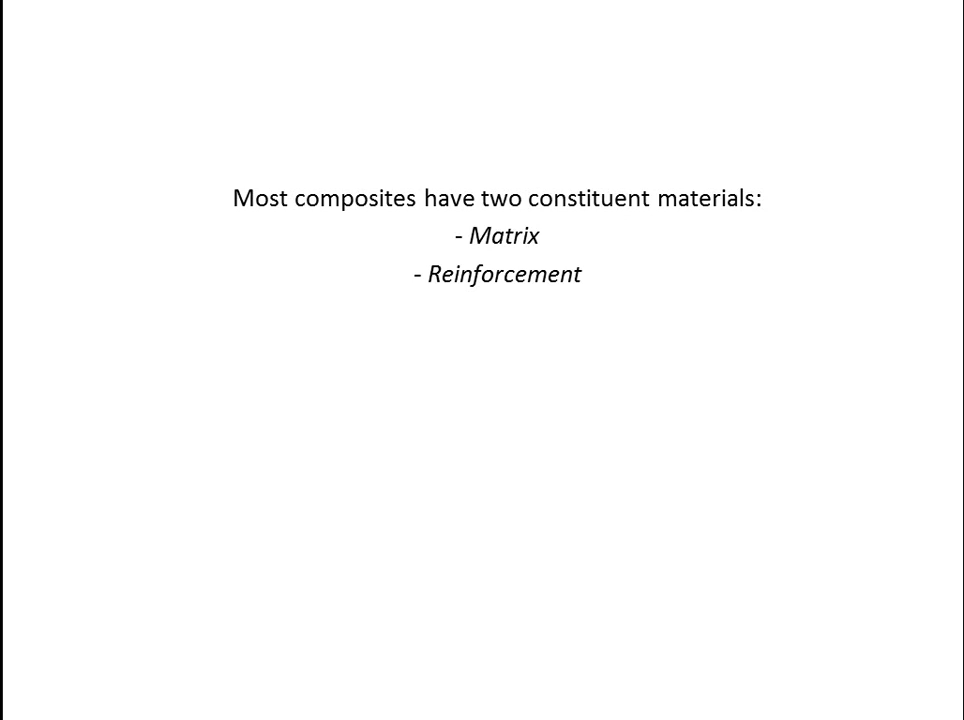 Most composites have two constituent materials:
- Matrix
- Reinforcement